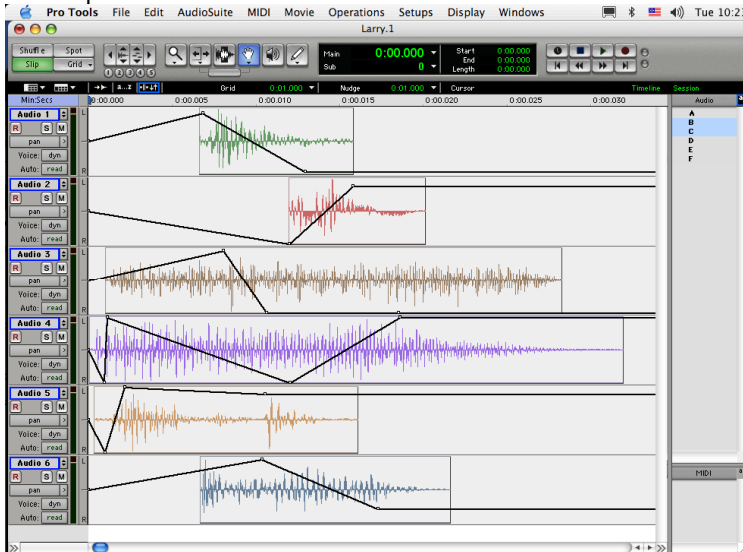 Pro Tools File Edit AudioSuite MIDI Movie Operations Setups Display Windows Tue 10:2
Larry.1
Shuffle Spot
Slip Grid
Main 0:00.000 Start 0:00.000
End 0:00.000
Sub 0 Length 0:00.000
1 2 3 4 5
a...z Grid 0:01.000 Nudge 0:01.000 Cursor Timeline Session
Min:Secs 0:00.000 0:00.005 0:00.010 0:00.015 0:00.020 0:00.025 0:00.030 Audio
Audio 1 L
R S M
pan
Voice: dyn
Auto: read R
Audio 2 L
R S M
pan
Voice: dyn
Auto: read R
Audio 3 L
R S M
pan
Voice: dyn
Auto: read R
Audio 4 L
R S M
pan
Voice: dyn
Auto: read R
Audio 5 L
R S M
pan
Voice: dyn
Auto: read R
Audio 6 L
R S M
pan
Voice: dyn
Auto: read R
A
B
C
D
E
F
MIDI